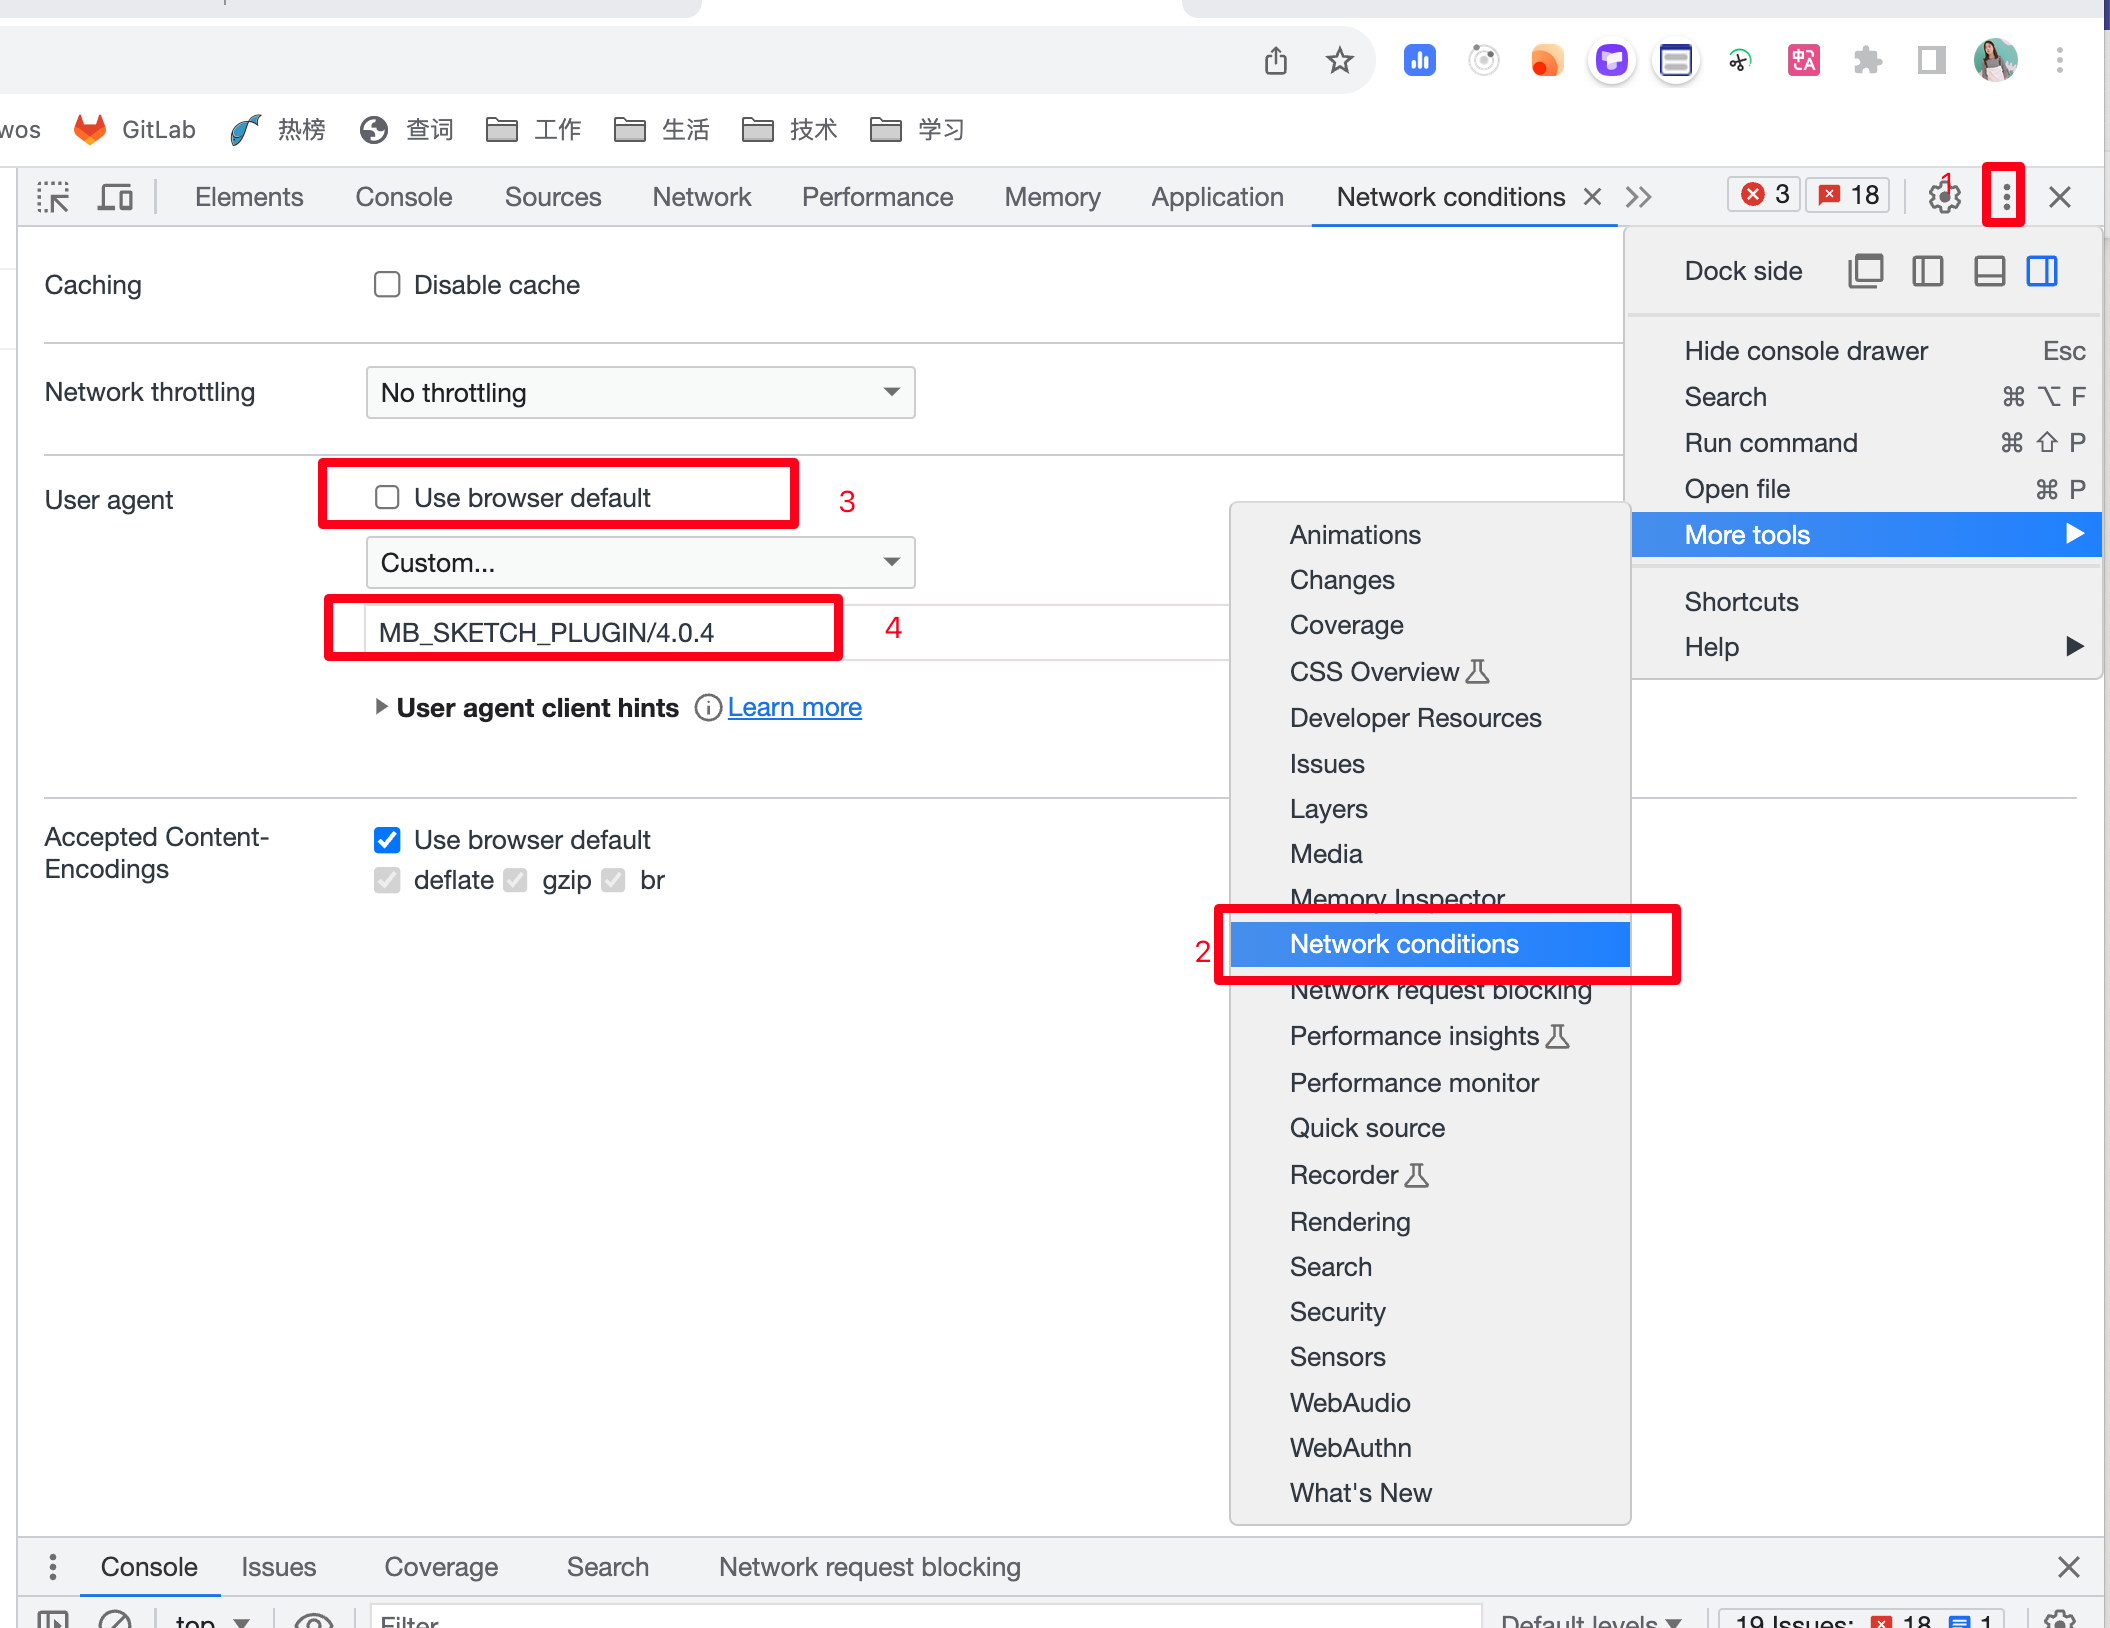 GitLab 热榜 查词 工作 生活 技术 学习
Elements Console Sources Network Performance Memory Application Network conditions 3 18 1
Dock side
Caching Disable cache
Hide console drawer Esc
Network throttling No throttling
Search ⌘ ⌥ F
Run command ⌘ ⇧ P
Open file ⌘ P
More tools
Shortcuts
Help
User agent Use browser default 3
Custom...
MB_SKETCH_PLUGIN/4.0.4 4
User agent client hints Learn more
Accepted Content-
Encodings
Use browser default
deflate gzip br
Animations
Changes
Coverage
CSS Overview
Developer Resources
Issues
Layers
Media
Memory Inspector
2 Network conditions
Network request blocking
Performance insights
Performance monitor
Quick source
Recorder
Rendering
Search
Security
Sensors
WebAudio
WebAuthn
What's New
Console Issues Coverage Search Network request blocking
top Filter Default levels 19 Issues: 18 1